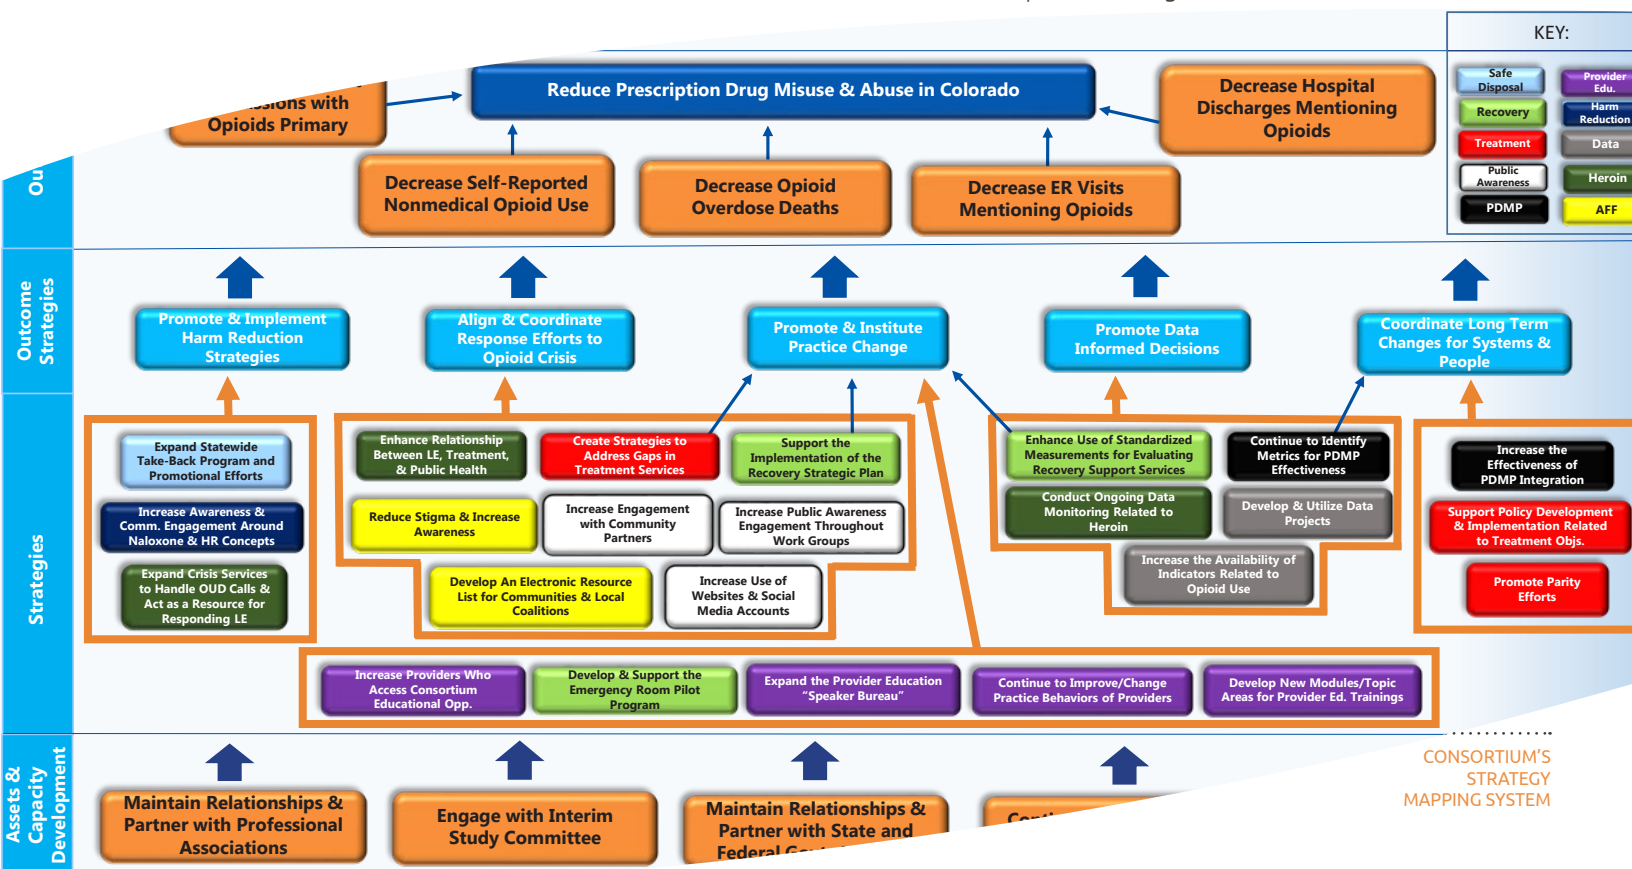 KEY:
Safe
Disposal
Provider
Edu.
Recovery
Harm
Reduction
Treatment
Data
Public
Awareness
Heroin
PDMP
AFF
with
Opioids Primary
Reduce Prescription Drug Misuse & Abuse in Colorado
Decrease Hospital
Discharges Mentioning
Opioids
Decrease Self-Reported
Nonmedical Opioid Use
Decrease Opioid
Overdose Deaths
Decrease ER Visits
Mentioning Opioids
Outcome
Strategies
Promote & Implement
Harm Reduction
Strategies
Align & Coordinate
Response Efforts to
Opioid Crisis
Promote & Institute
Practice Change
Promote Data
Informed Decisions
Coordinate Long Term
Changes for Systems &
People
Strategies
Expand Statewide
Take-Back Program and
Promotional Efforts
Increase Awareness &
Comm. Engagement Around
Naloxone & HR Concepts
Expand Crisis Services
to Handle OUD Calls &
Act as a Resource for
Responding LE
Enhance Relationship
Between LE, Treatment,
& Public Health
Create Strategies to
Address Gaps in
Treatment Services
Support the
Implementation of the
Recovery Strategic Plan
Reduce Stigma & Increase
Awareness
Increase Engagement
with Community
Partners
Increase Public Awareness
Engagement Throughout
Work Groups
Develop An Electronic Resource
List for Communities & Local
Coalitions
Increase Use of
Websites & Social
Media Accounts
Enhance Use of Standardized
Measurements for Evaluating
Recovery Support Services
Continue to Identify
Metrics for PDMP
Effectiveness
Conduct Ongoing Data
Monitoring Related to
Heroin
Develop & Utilize Data
Projects
Increase the Availability of
Indicators Related to
Opioid Use
Increase the
Effectiveness of
PDMP Integration
Support Policy Development
& Implementation Related
to Treatment Objs.
Promote Parity
Efforts
Increase Providers Who
Access Consortium
Educational Opp.
Develop & Support the
Emergency Room Pilot
Program
Expand the Provider Education
“Speaker Bureau”
Continue to Improve/Change
Practice Behaviors of Providers
Develop New Modules/Topic
Areas for Provider Ed. Trainings
Assets &
Capacity
Development
Maintain Relationships &
Partner with Professional
Associations
Engage with Interim
Study Committee
Maintain Relationships &
Partner with State and
Federal
CONSORTIUM’S
STRATEGY
MAPPING SYSTEM